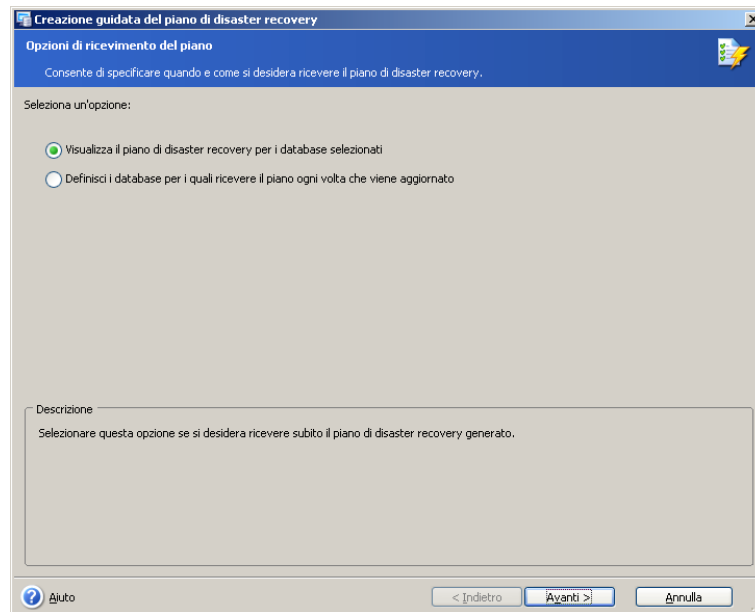 Creazione guidata del piano di disaster recovery
Opzioni di ricevimento del piano
Consente di specificare quando e come si desidera ricevere il piano di disaster recovery.
Seleziona un'opzione:
Visualizza il piano di disaster recovery per i database selezionati
Definisci i database per i quali ricevere il piano ogni volta che viene aggiornato
Descrizione
Selezionare questa opzione se si desidera ricevere subito il piano di disaster recovery generato.
Aiuto
< Indietro
Avanti >
Annulla